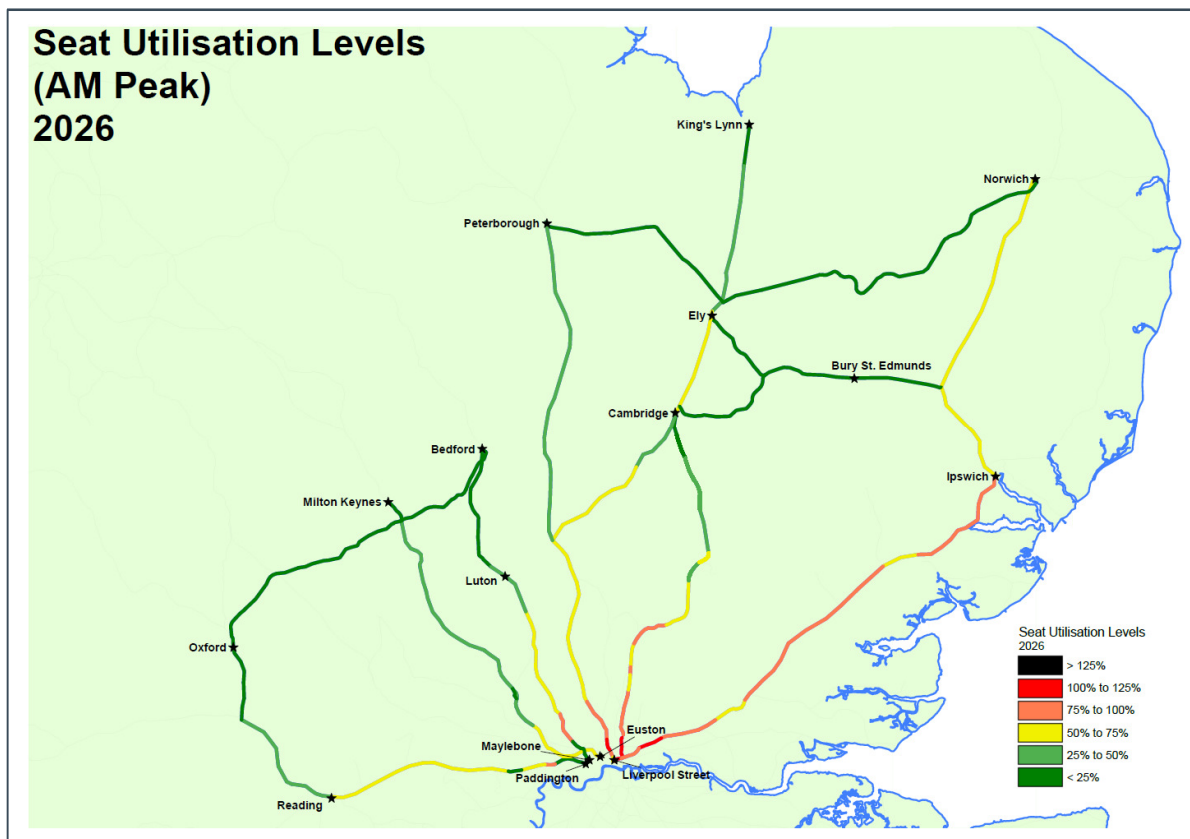 Seat Utilisation Levels
(AM Peak)
2026
King's Lynn
Norwich
Peterborough
Ely
Bury St. Edmunds
Cambridge
Bedford
Ipswich
Milton Keynes
Luton
Oxford
Seat Utilisation Levels
2026
> 125%
100% to 125%
75% to 100%
50% to 75%
25% to 50%
< 25%
Euston
Maylebone
Paddington
Liverpool Street
Reading